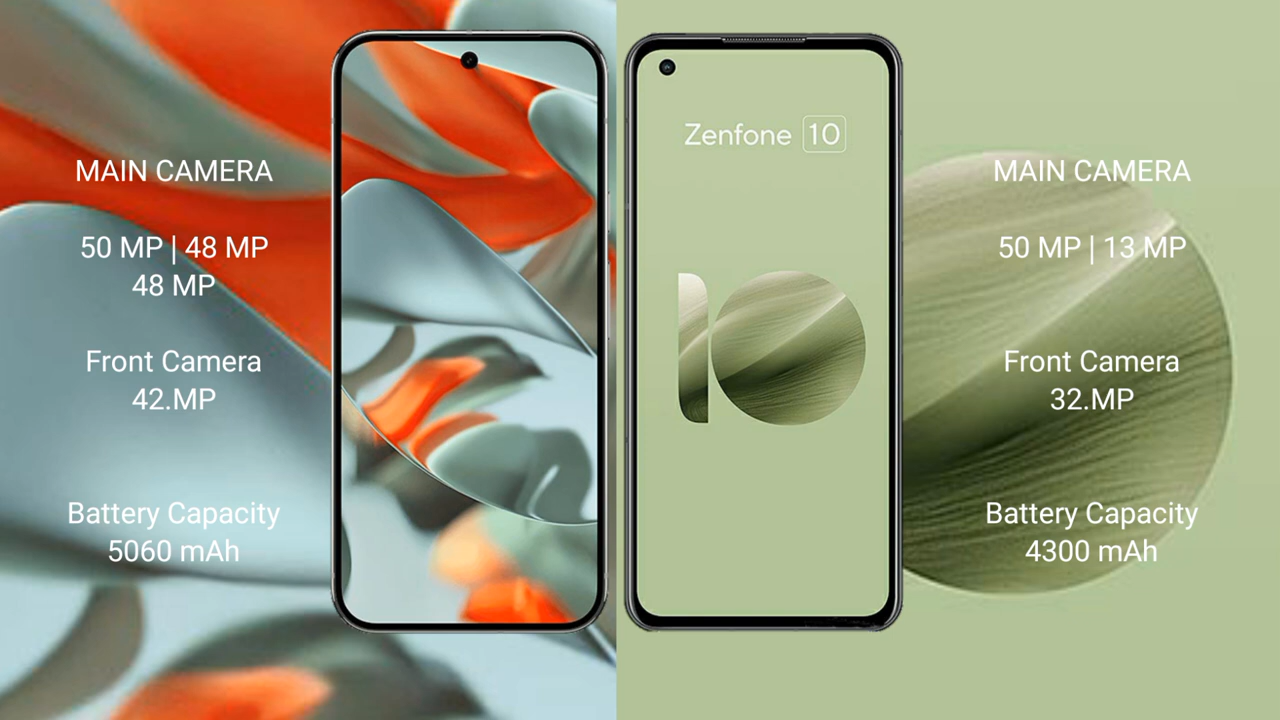 MAIN CAMERA
50 MP | 48 MP
48 MP
Front Camera
42.MP
Battery Capacity
5060 mAh
Zenfone 10
10
MAIN CAMERA
50 MP | 13 MP
Front Camera
32.MP
Battery Capacity
4300 mAh